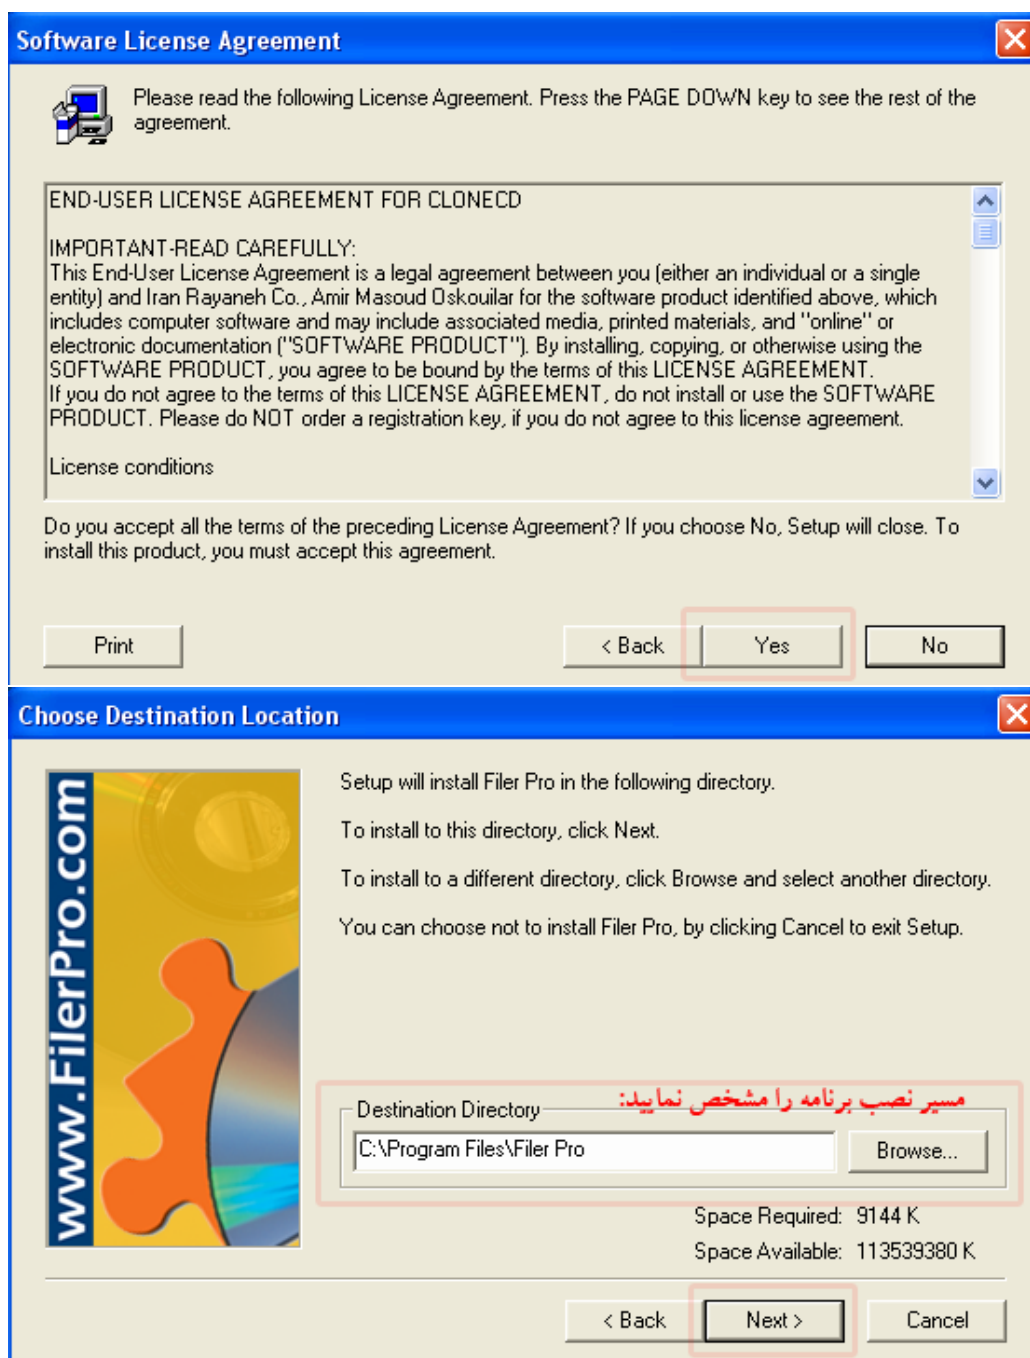 Software License Agreement
Please read the following License Agreement. Press the PAGE DOWN key to see the rest of the
agreement.
END-USER LICENSE AGREEMENT FOR CLONECD
IMPORTANT-READ CAREFULLY:
This End-User License Agreement is a legal agreement between you (either an individual or a single
entity) and Iran Rayaneh Co., Amir Masoud Oskouilar for the software product identified above, which
includes computer software and may include associated media, printed materials, and "online" or
electronic documentation ("SOFTWARE PRODUCT"). By installing, copying, or otherwise using the
SOFTWARE PRODUCT, you agree to be bound by the terms of this LICENSE AGREEMENT.
If you do not agree to the terms of this LICENSE AGREEMENT, do not install or use the SOFTWARE
PRODUCT. Please do NOT order a registration key, if you do not agree to this license agreement.
License conditions
Do you accept all the terms of the preceding License Agreement? If you choose No, Setup will close. To
install this product, you must accept this agreement.
Print
< Back
Yes
No
Choose Destination Location
www.FilerPro.com
Setup will install Filer Pro in the following directory.
To install to this directory, click Next.
To install to a different directory, click Browse and select another directory.
You can choose not to install Filer Pro, by clicking Cancel to exit Setup.
مسیر نصب برنامه را مشخص نمایید:
Destination Directory
C:\Program Files\Filer Pro
Browse...
Space Required: 9144 K
Space Available: 113539380 K
< Back
Next >
Cancel